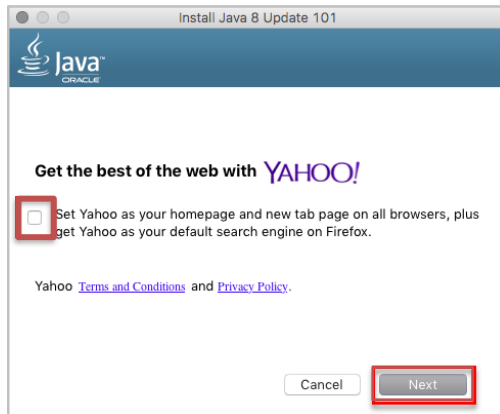 Install Java 8 Update 101
Java™
ORACLE
Get the best of the web with YAHOO!
Set Yahoo as your homepage and new tab page on all browsers, plus
get Yahoo as your default search engine on Firefox.
Yahoo Terms and Conditions and Privacy Policy.
Cancel Next